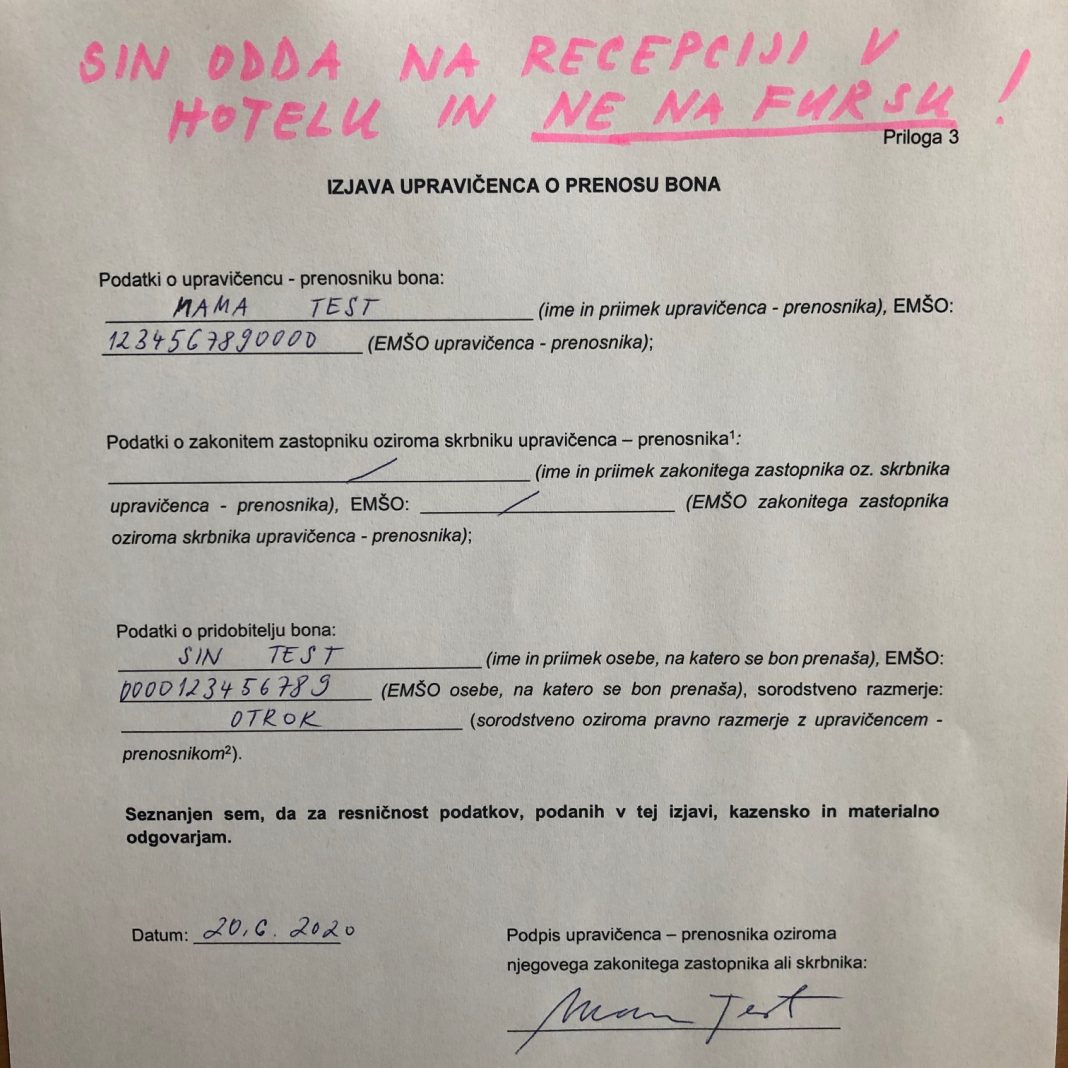 SIN ODDA NA RECEPCIJI V
HOTELU IN NE NA FURSU!
Priloga 3
IZJAVA UPRAVIČENCA O PRENOSU BONA
Podatki o upravičencu - prenosniku bona:
MAMA TEST (ime in priimek upravičenca - prenosnika), EMŠO:
1234567890000 (EMŠO upravičenca - prenosnika);
Podatki o zakonitem zastopniku oziroma skrbniku upravičenca – prenosnika¹:
/ (ime in priimek zakonitega zastopnika oz. skrbnika
upravičenca - prenosnika), EMŠO: / (EMŠO zakonitega zastopnika
oziroma skrbnika upravičenca - prenosnika);
Podatki o pridobitelju bona:
SIN TEST (ime in priimek osebe, na katero se bon prenaša), EMŠO:
0000123456789 (EMŠO osebe, na katero se bon prenaša), sorodstveno razmerje:
OTROK (sorodstveno oziroma pravno razmerje z upravičencem -
prenosnikom²).
Seznanjen sem, da za resničnost podatkov, podanih v tej izjavi, kazensko in materialno
odgovarjam.
Datum: 20.6.2020
Podpis upravičenca – prenosnika oziroma
njegovega zakonitega zastopnika ali skrbnika:
Mama Test